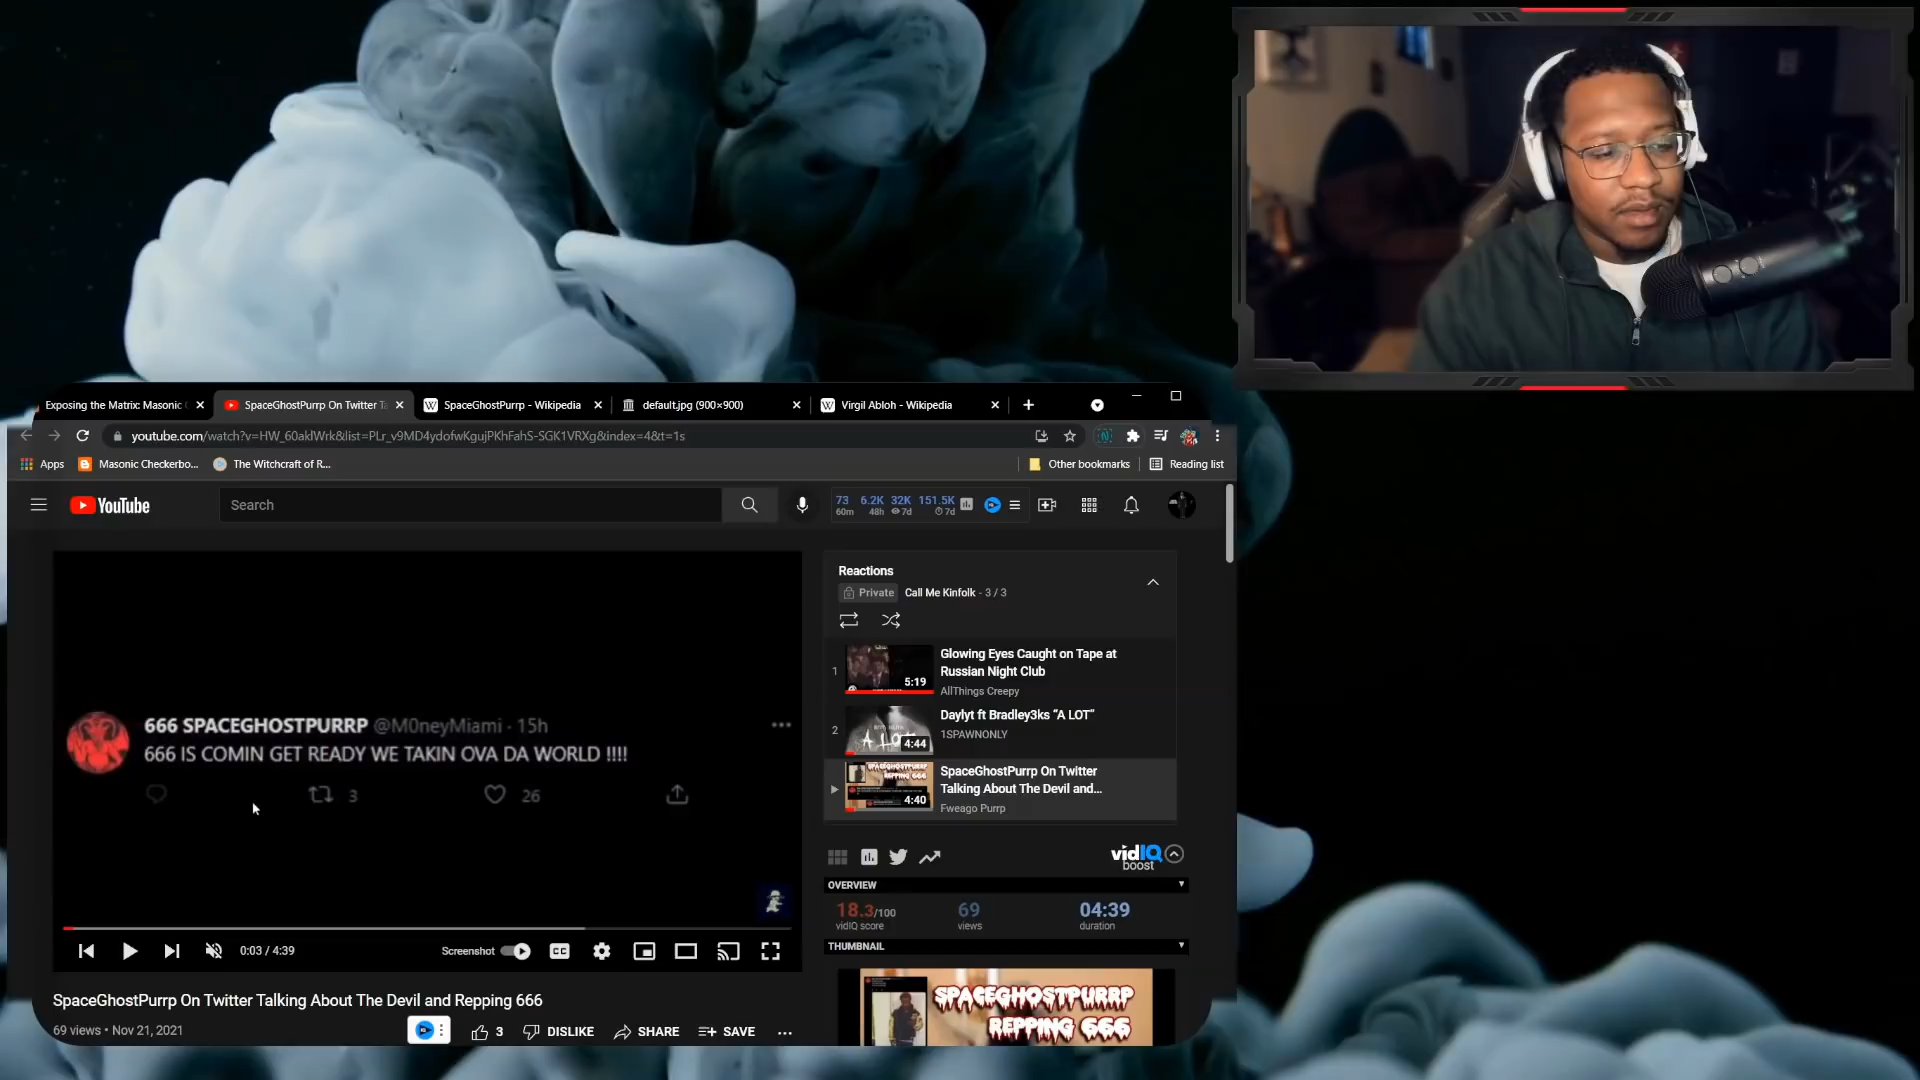 Exposing the Matrix: Masonic
SpaceGhostPurrp On Twitter Ta
SpaceGhostPurrp - Wikipedia
default.jpg (900×900)
Virgil Abloh - Wikipedia
youtube.com/watch?v=HW_60aklWrk&list=PLr_v9MD4ydofwKgujPKhFahS-SGK1VRXg&index=4&t=1s
Apps
Masonic Checkerbo...
The Witchcraft of R...
Other bookmarks
Reading list
YouTube
Search
73 6.2K 32K 151.5K
60m 48h 7d 7d
666 SPACEGHOSTPURRP @M0neyMiami · 15h
666 IS COMIN GET READY WE TAKIN OVA DA WORLD !!!!
3
26
0:03 / 4:39
Screenshot
CC
SpaceGhostPurrp On Twitter Talking About The Devil and Repping 666
69 views • Nov 21, 2021
3
DISLIKE
SHARE
SAVE
Reactions
Private Call Me Kinfolk - 3 / 3
1
5:19
Glowing Eyes Caught on Tape at
Russian Night Club
AllThings Creepy
2
A LOT
4:44
Daylyt ft Bradley3ks “A LOT”
1SPAWNONLY
SPACEGHOSTPURRP
REPPING 666
4:40
SpaceGhostPurrp On Twitter
Talking About The Devil and...
Fweago Purrp
vidIQ
boost
OVERVIEW
18.3/100
vidIQ score
69
views
04:39
duration
THUMBNAIL
SPACEGHOSTPURRP
REPPING 666